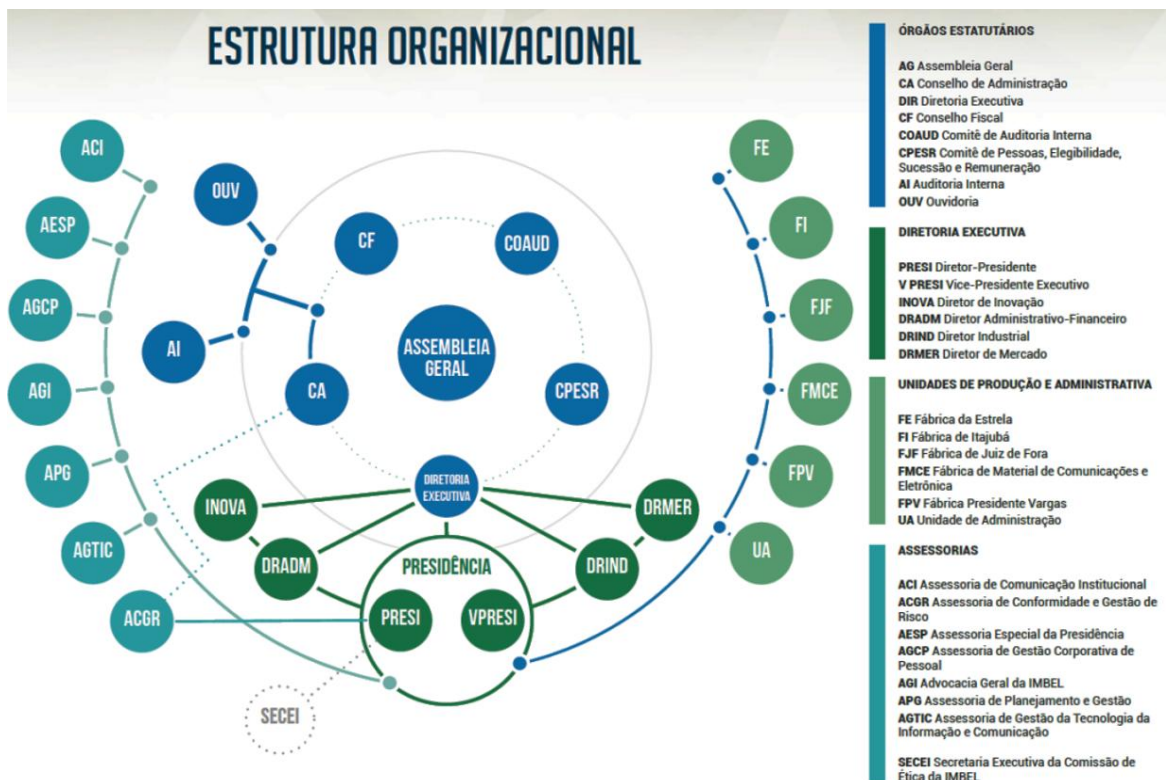 ESTRUTURA ORGANIZACIONAL
ACI
AESP
AGCP
AGI
APG
AGTIC
ACGR
SECEI
OUV
AI
CF
COAUD
ASSEMBLEIA
GERAL
CA
CPESR
DIRETORIA
EXECUTIVA
INOVA
DRADM
DRMER
DRIND
PRESIDÊNCIA
PRESI
VPRESI
FE
FI
FJF
FMCE
FPV
UA
ÓRGÃOS ESTATUTÁRIOS
AG Assembleia Geral
CA Conselho de Administração
DIR Diretoria Executiva
CF Conselho Fiscal
COAUD Comitê de Auditoria Interna
CPESR Comitê de Pessoas, Elegibilidade,
Sucessão e Remuneração
AI Auditoria Interna
OUV Ouvidoria
DIRETORIA EXECUTIVA
PRESI Diretor-Presidente
V PRESI Vice-Presidente Executivo
INOVA Diretor de Inovação
DRADM Diretor Administrativo-Financeiro
DRIND Diretor Industrial
DRMER Diretor de Mercado
UNIDADES DE PRODUÇÃO E ADMINISTRATIVA
FE Fábrica da Estrela
FI Fábrica de Itajubá
FJF Fábrica de Juiz de Fora
FMCE Fábrica de Material de Comunicações e
Eletrônica
FPV Fábrica Presidente Vargas
UA Unidade de Administração
ASSESSORIAS
ACI Assessoria de Comunicação Institucional
ACGR Assessoria de Conformidade e Gestão de
Risco
AESP Assessoria Especial da Presidência
AGCP Assessoria de Gestão Corporativa de
Pessoal
AGI Advocacia Geral da IMBEL
APG Assessoria de Planejamento e Gestão
AGTIC Assessoria de Gestão da Tecnologia da
Informação e Comunicação
SECEI Secretaria Executiva da Comissão de
Ética da IMBEL